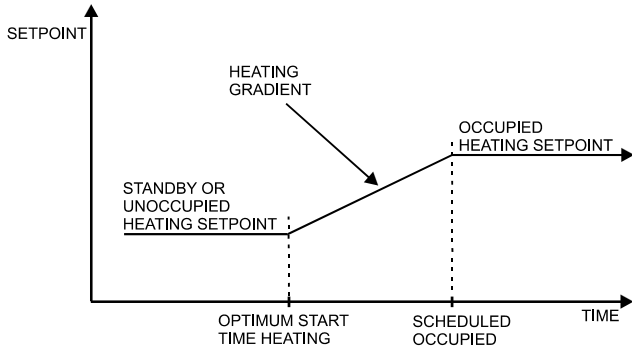 SETPOINT
HEATING
GRADIENT
OCCUPIED
HEATING SETPOINT
STANDBY OR
UNOCCUPIED
HEATING SETPOINT
OPTIMUM START
TIME HEATING
SCHEDULED
OCCUPIED
TIME